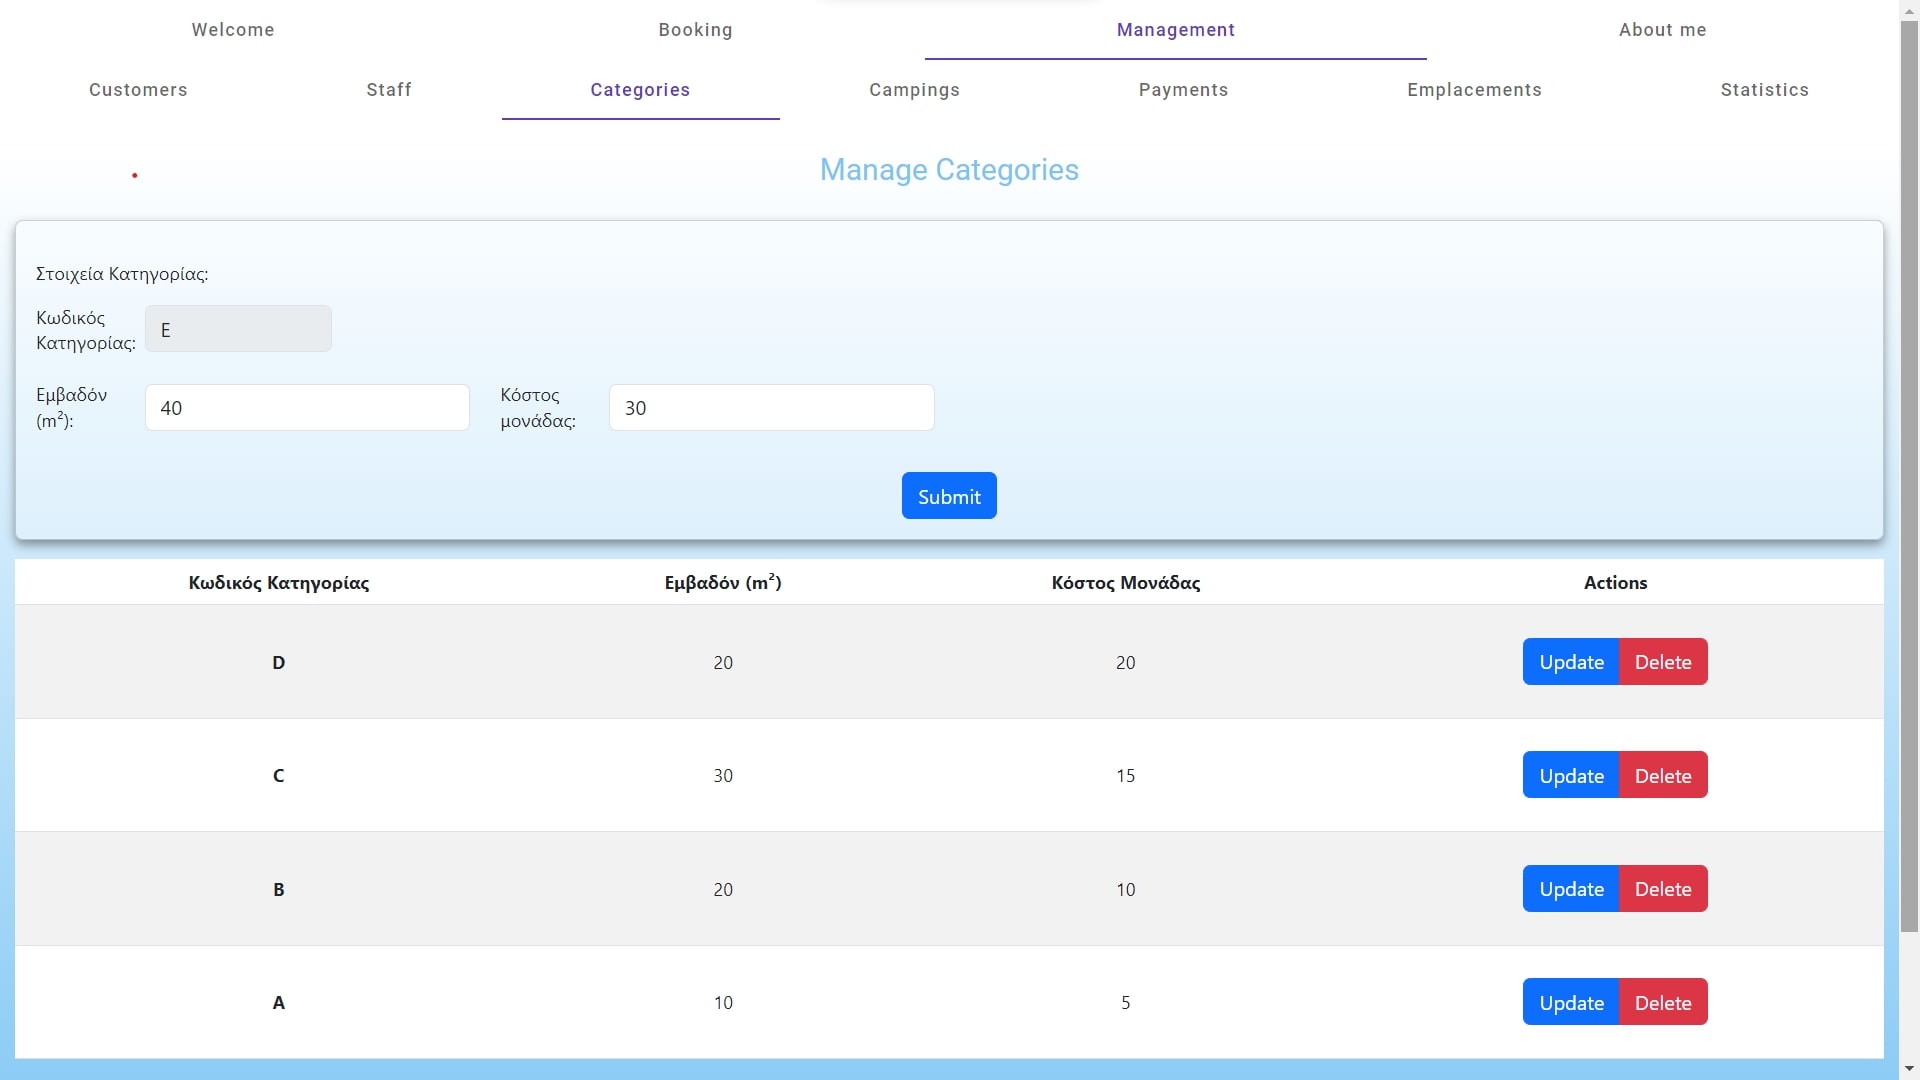 Welcome Booking Management About me
Customers Staff Categories Campings Payments Emplacements Statistics
Manage Categories
Στοιχεία Κατηγορίας:
Κωδικός
Κατηγορίας:
E
Εμβαδόν
(m²):
40
Κόστος
μονάδας:
30
Submit
Κωδικός Κατηγορίας Εμβαδόν (m²) Κόστος Μονάδας Actions
D 20 20 Update Delete
C 30 15 Update Delete
B 20 10 Update Delete
A 10 5 Update Delete